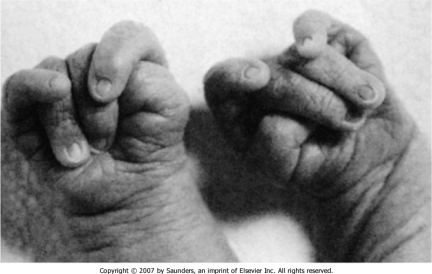 Copyright © 2007 by Saunders, an imprint of Elsevier Inc. All rights reserved.